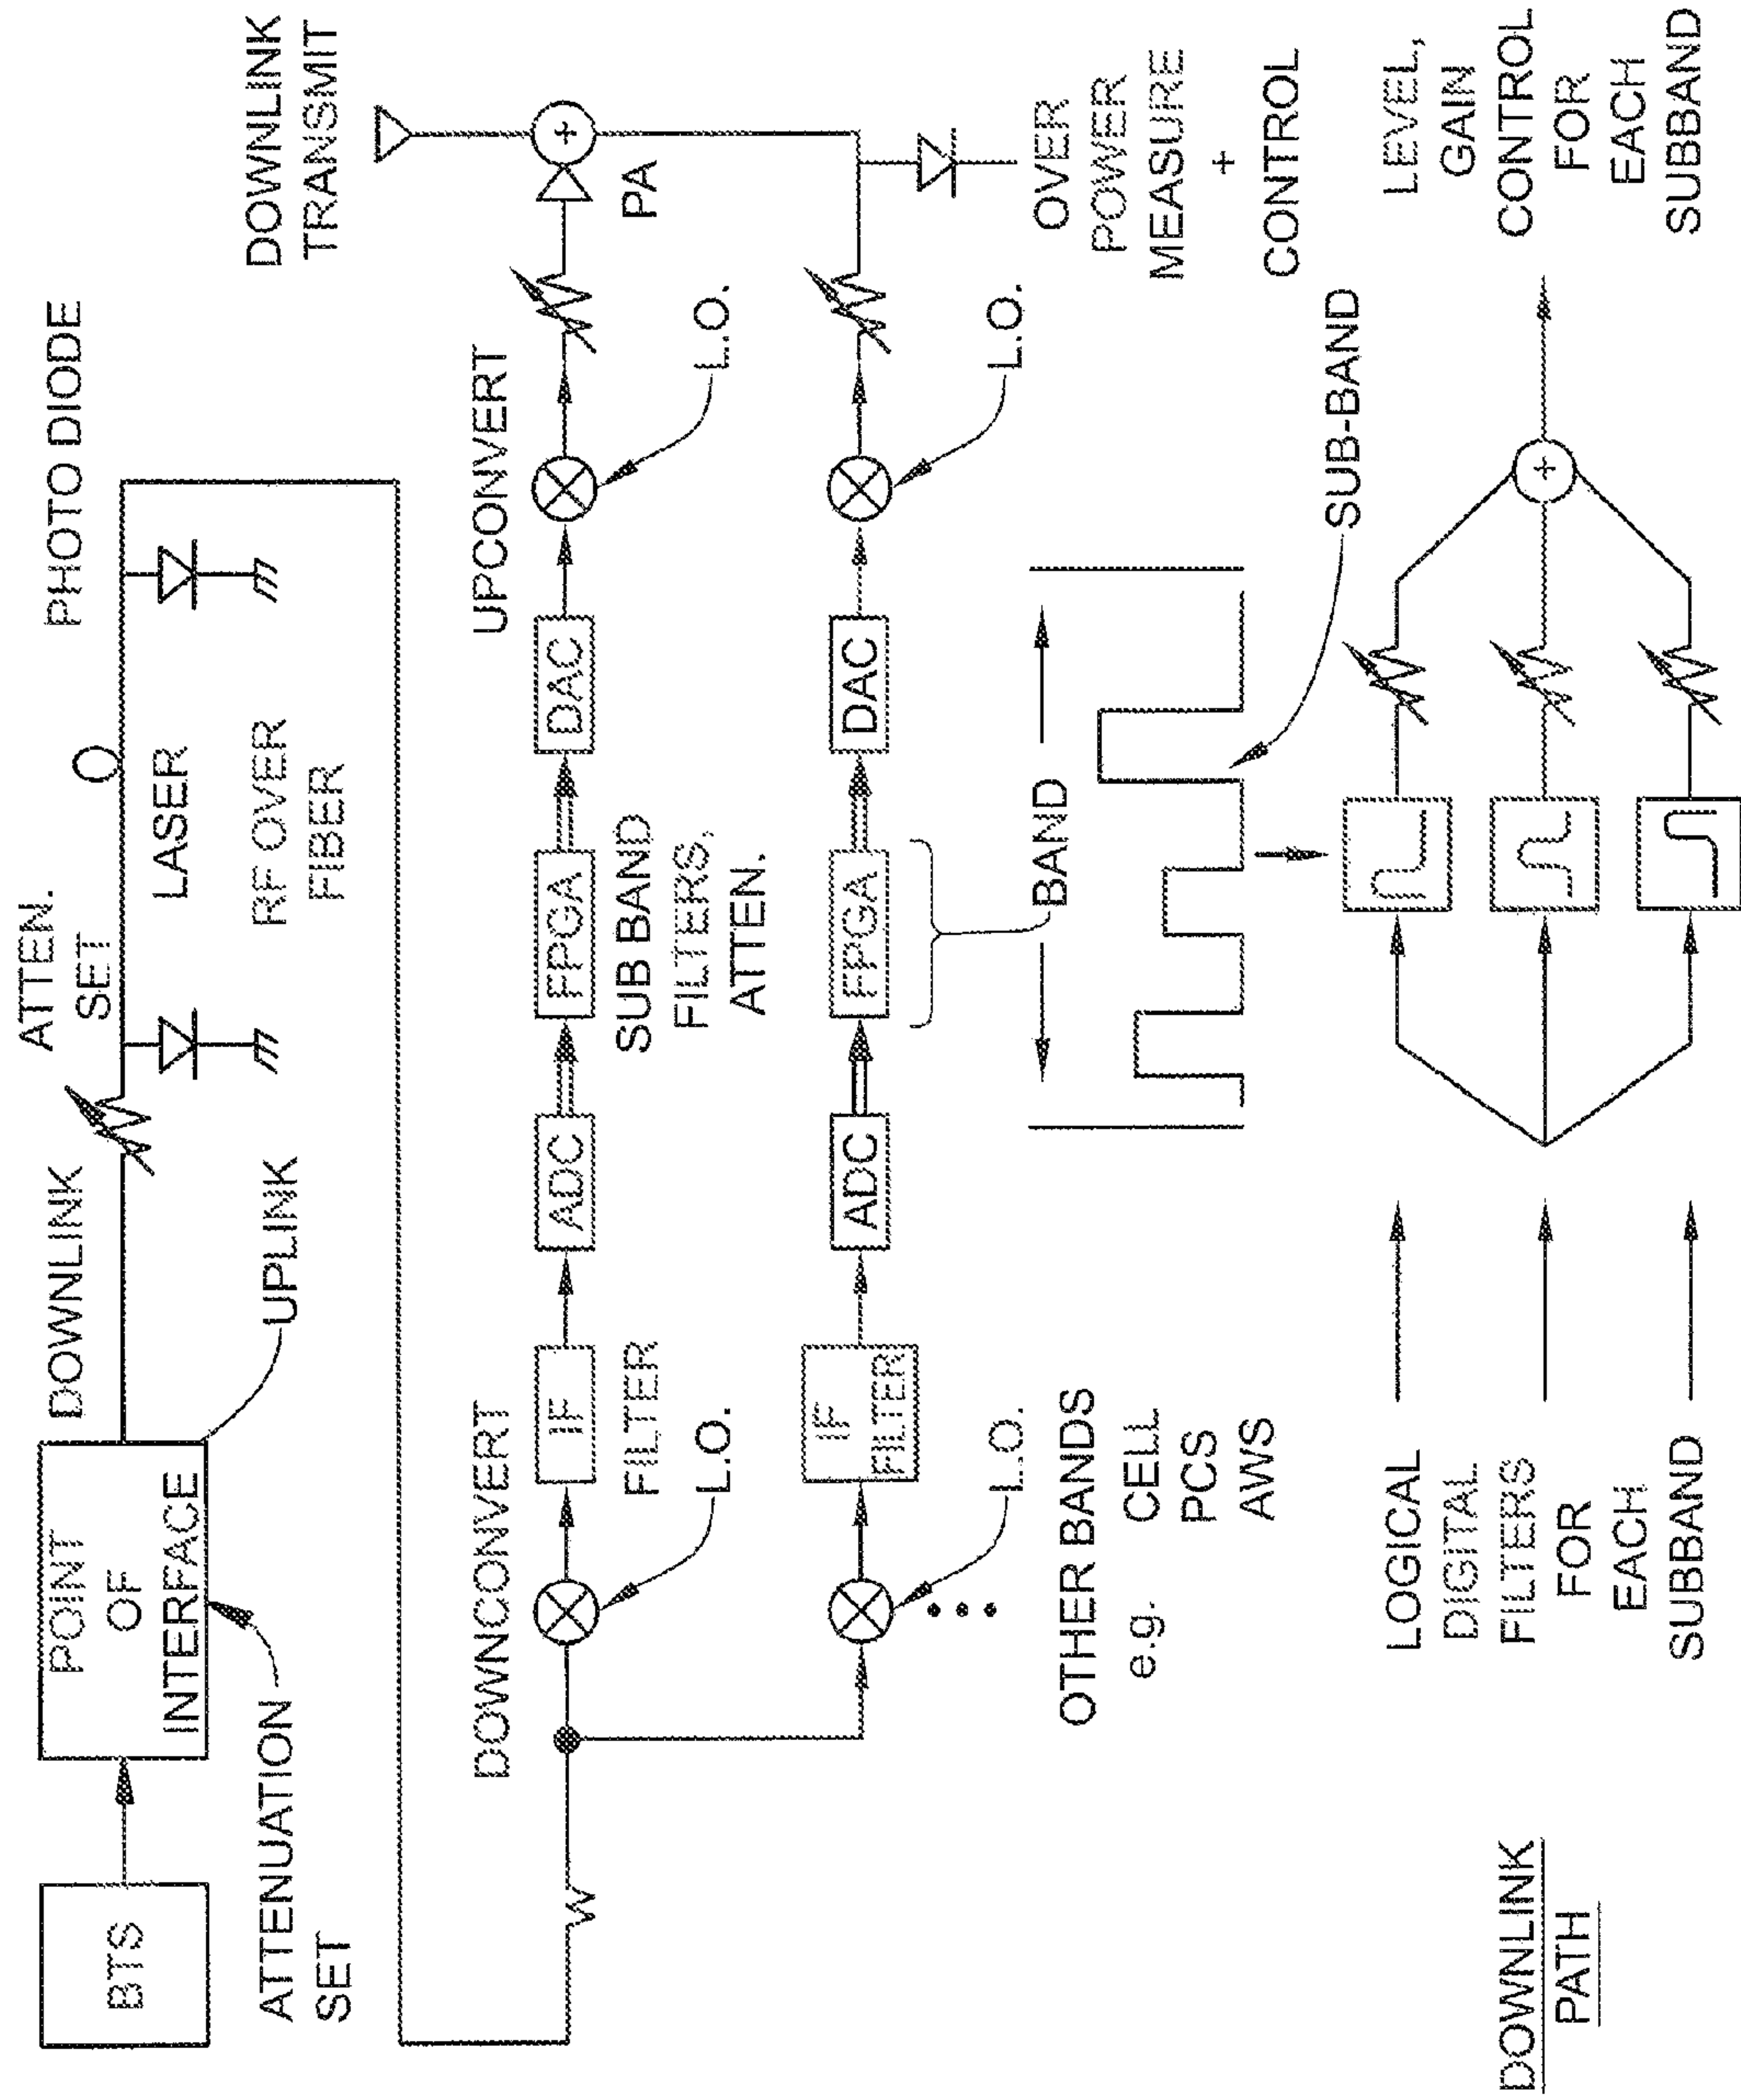 BTS
POINT
OF
INTERFACE
ATTENUATION
SET
DOWNLINK
UPLINK
ATTEN.
SET
LASER
RF OVER
FIBER
PHOTO DIODE
DOWNLINK
TRANSMIT
DOWNCONVERT
IF
FILTER
L.O.
ADC
FPGA
SUB BAND
FILTERS,
ATTEN.
DAC
UPCONVERT
L.O.
PA
L.O.
IF
FILTER
ADC
FPGA
DAC
L.O.
OVER
POWER
MEASURE
+
CONTROL
OTHER BANDS
e.g. CELL
PCS
AWS
BAND
SUB-BAND
LOGICAL
DIGITAL
FILTERS
FOR
EACH
SUBBAND
LEVEL,
GAIN
CONTROL
FOR
EACH
SUBBAND
DOWNLINK
PATH